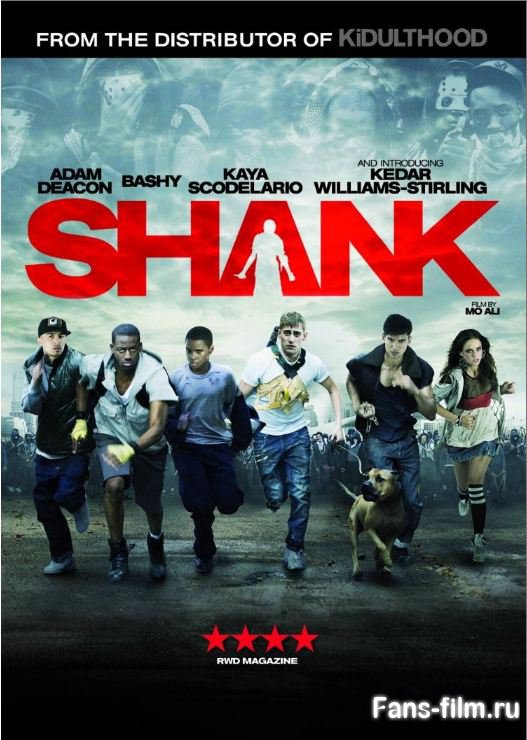 FROM THE DISTRIBUTOR OF KiDULTHOOD
ADAM DEACON
BASHY
KAYA SCODELARIO
AND INTRODUCING
KEDAR WILLIAMS-STIRLING
SHANK
FILM BY
MO ALI
RWD MAGAZINE
Fans-film.ru